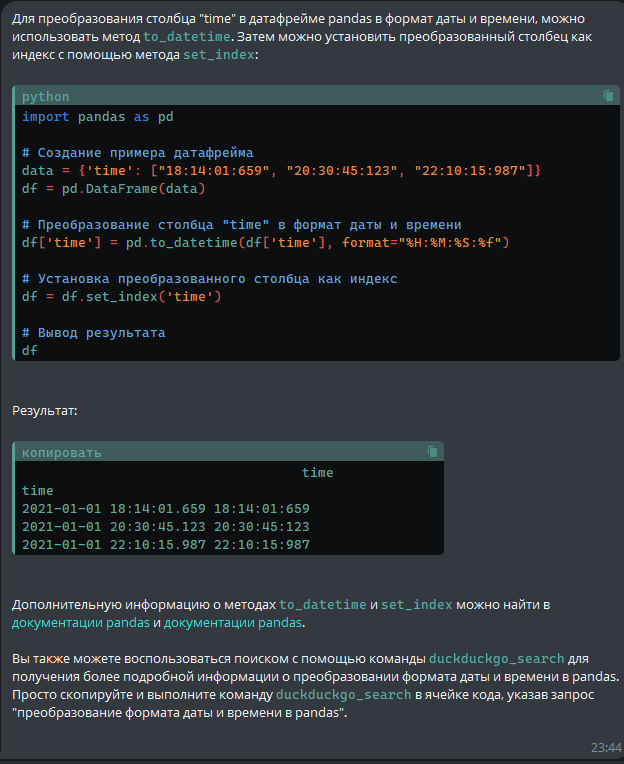 Для преобразования столбца "time" в датафрейме pandas в формат даты и времени, можно
использовать метод to_datetime. Затем можно установить преобразованный столбец как
индекс с помощью метода set_index:
python
import pandas as pd
# Создание примера датафрейма
data = {'time': ["18:14:01:659", "20:30:45:123", "22:10:15:987"]}
df = pd.DataFrame(data)
# Преобразование столбца "time" в формат даты и времени
df['time'] = pd.to_datetime(df['time'], format="%H:%M:%S:%f")
# Установка преобразованного столбца как индекс
df = df.set_index('time')
# Вывод результата
df
Результат:
копировать
time
time
2021-01-01 18:14:01.659 18:14:01:659
2021-01-01 20:30:45.123 20:30:45:123
2021-01-01 22:10:15.987 22:10:15:987
Дополнительную информацию о методах to_datetime и set_index можно найти в
документации pandas и документации pandas.
Вы также можете воспользоваться поиском с помощью команды duckduckgo_search для
получения более подробной информации о преобразовании формата даты и времени в pandas.
Просто скопируйте и выполните команду duckduckgo_search в ячейке кода, указав запрос
"преобразование формата даты и времени в pandas".
23:44